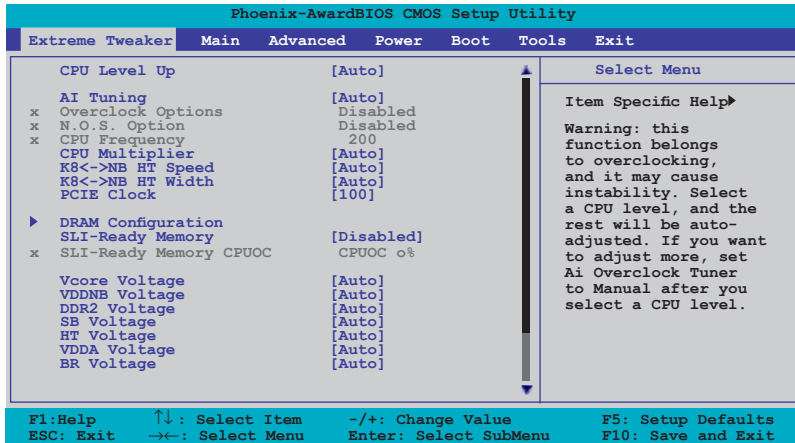 Phoenix-AwardBIOS CMOS Setup Utility
Extreme Tweaker Main Advanced Power Boot Tools Exit
CPU Level Up [Auto]
AI Tuning [Auto]
x Overclock Options Disabled
x N.O.S. Option Disabled
x CPU Frequency 200
CPU Multiplier [Auto]
K8<->NB HT Speed [Auto]
K8<->NB HT Width [Auto]
PCIE Clock [100]
DRAM Configuration
SLI-Ready Memory [Disabled]
x SLI-Ready Memory CPUOC CPUOC o%
Vcore Voltage [Auto]
VDDNB Voltage [Auto]
DDR2 Voltage [Auto]
SB Voltage [Auto]
HT Voltage [Auto]
VDDA Voltage [Auto]
BR Voltage [Auto]
Select Menu
Item Specific Help
Warning: this
function belongs
to overclocking,
and it may cause
instability. Select
a CPU level, and the
rest will be auto-
adjusted. If you want
to adjust more, set
Ai Overclock Tuner
to Manual after you
select a CPU level.
F1:Help ↑↓: Select Item -/+: Change Value F5: Setup Defaults
ESC: Exit →←: Select Menu Enter: Select SubMenu F10: Save and Exit